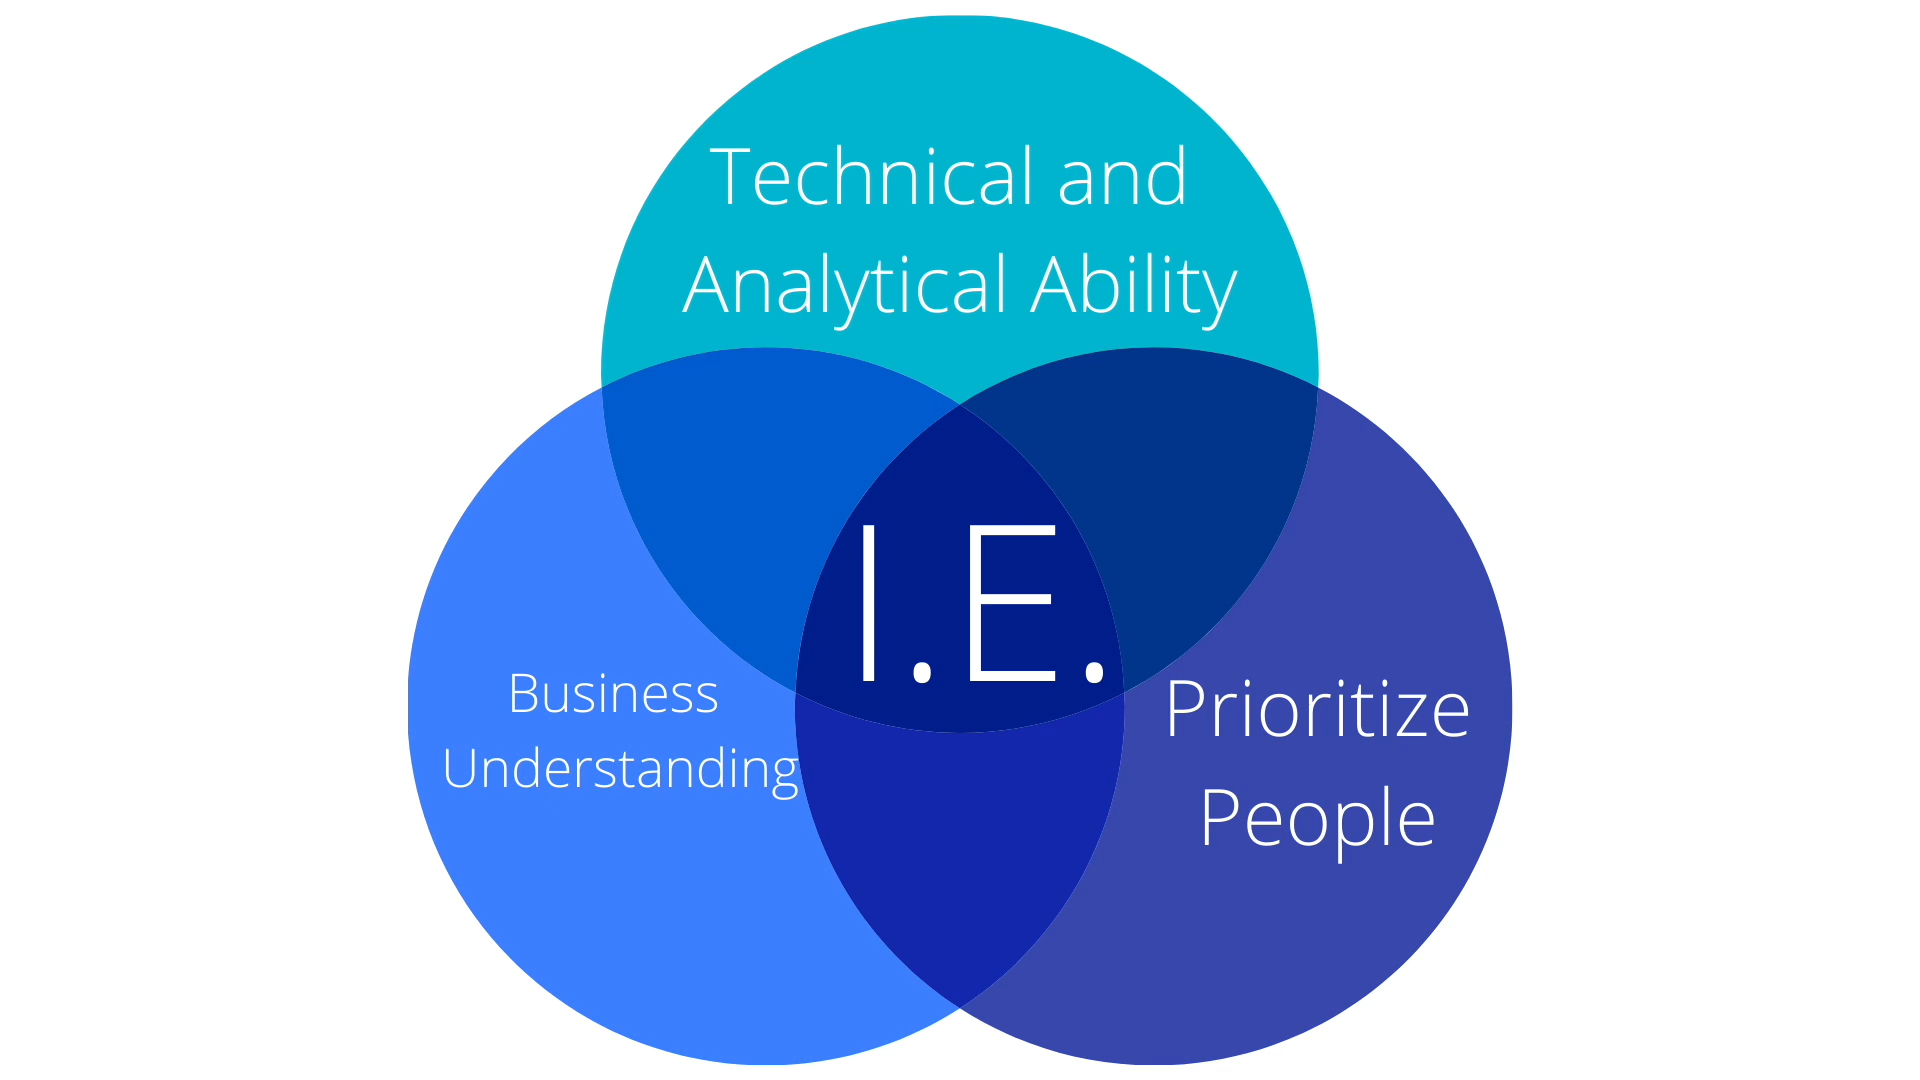 Technical and
Analytical Ability
I.E.
Business
Understanding
Prioritize
People